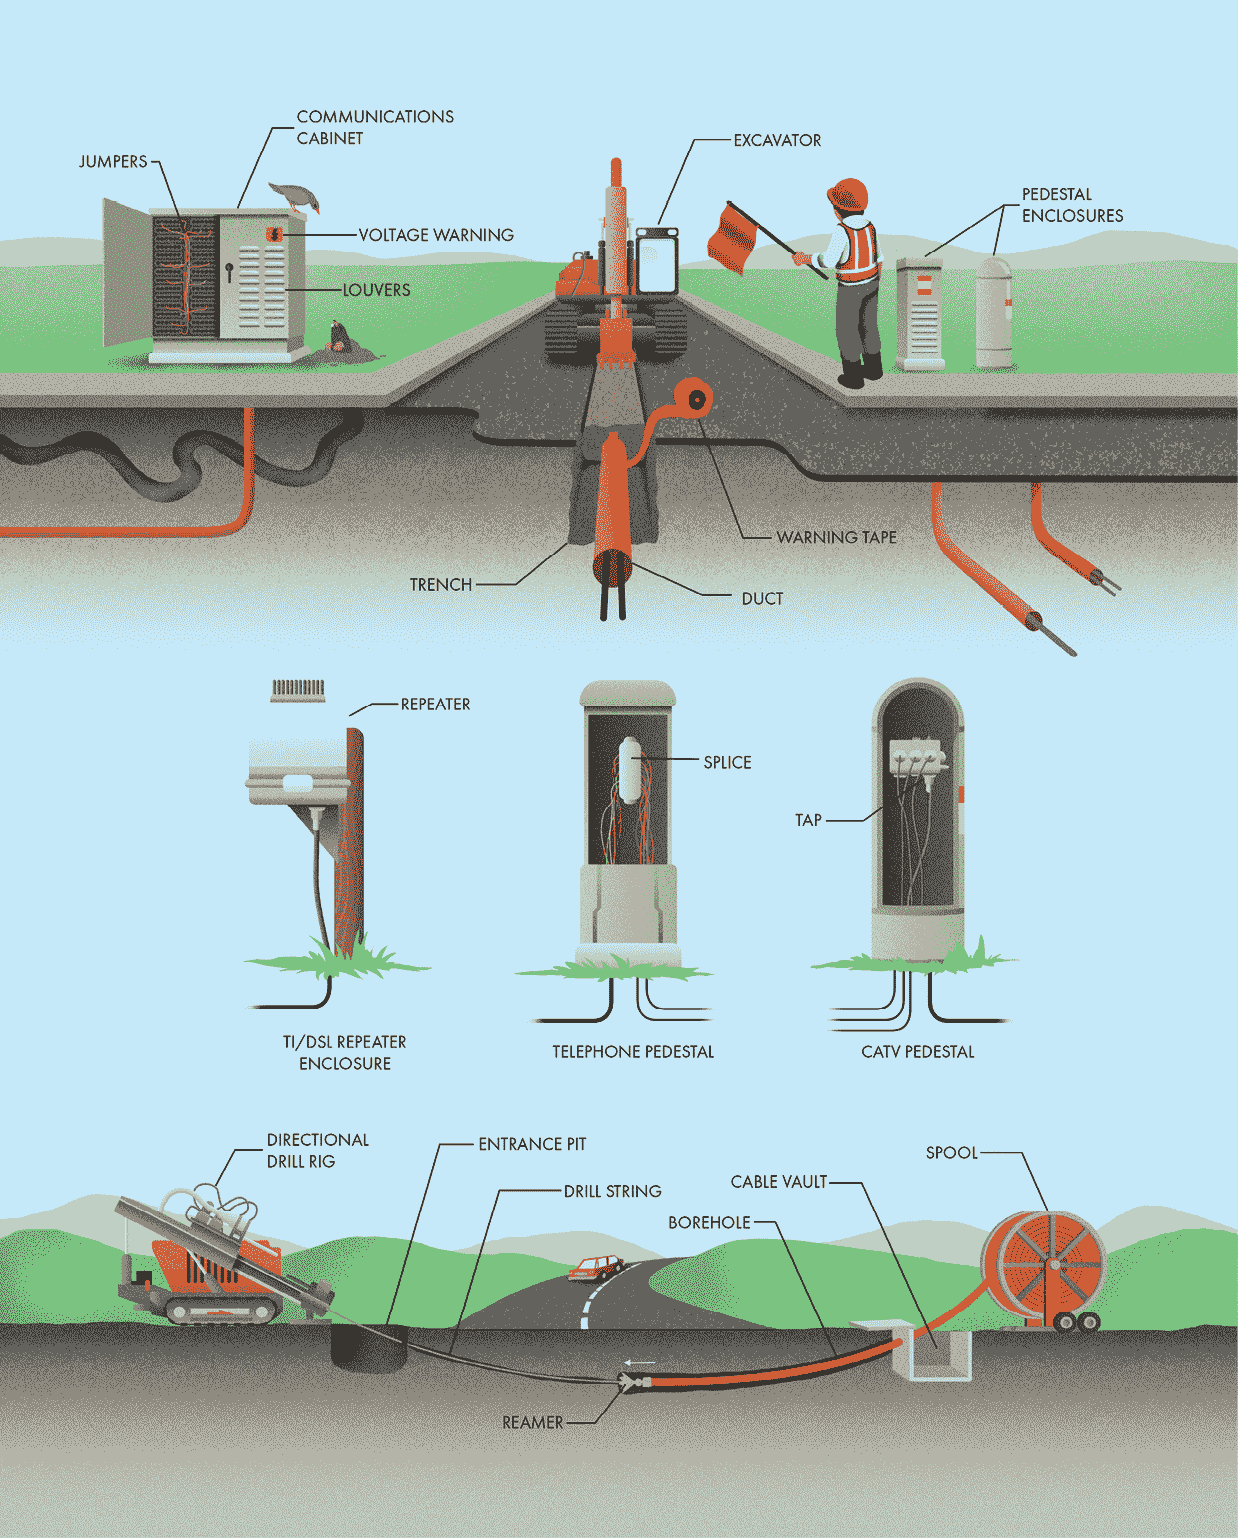 COMMUNICATIONS
CABINET
JUMPERS
EXCAVATOR
PEDESTAL
ENCLOSURES
VOLTAGE WARNING
LOUVERS
WARNING TAPE
TRENCH
DUCT
REPEATER
SPLICE
TAP
TI/DSL REPEATER
ENCLOSURE
TELEPHONE PEDESTAL
CATV PEDESTAL
DIRECTIONAL
DRILL RIG
ENTRANCE PIT
SPOOL
CABLE VAULT
DRILL STRING
BOREHOLE
REAMER